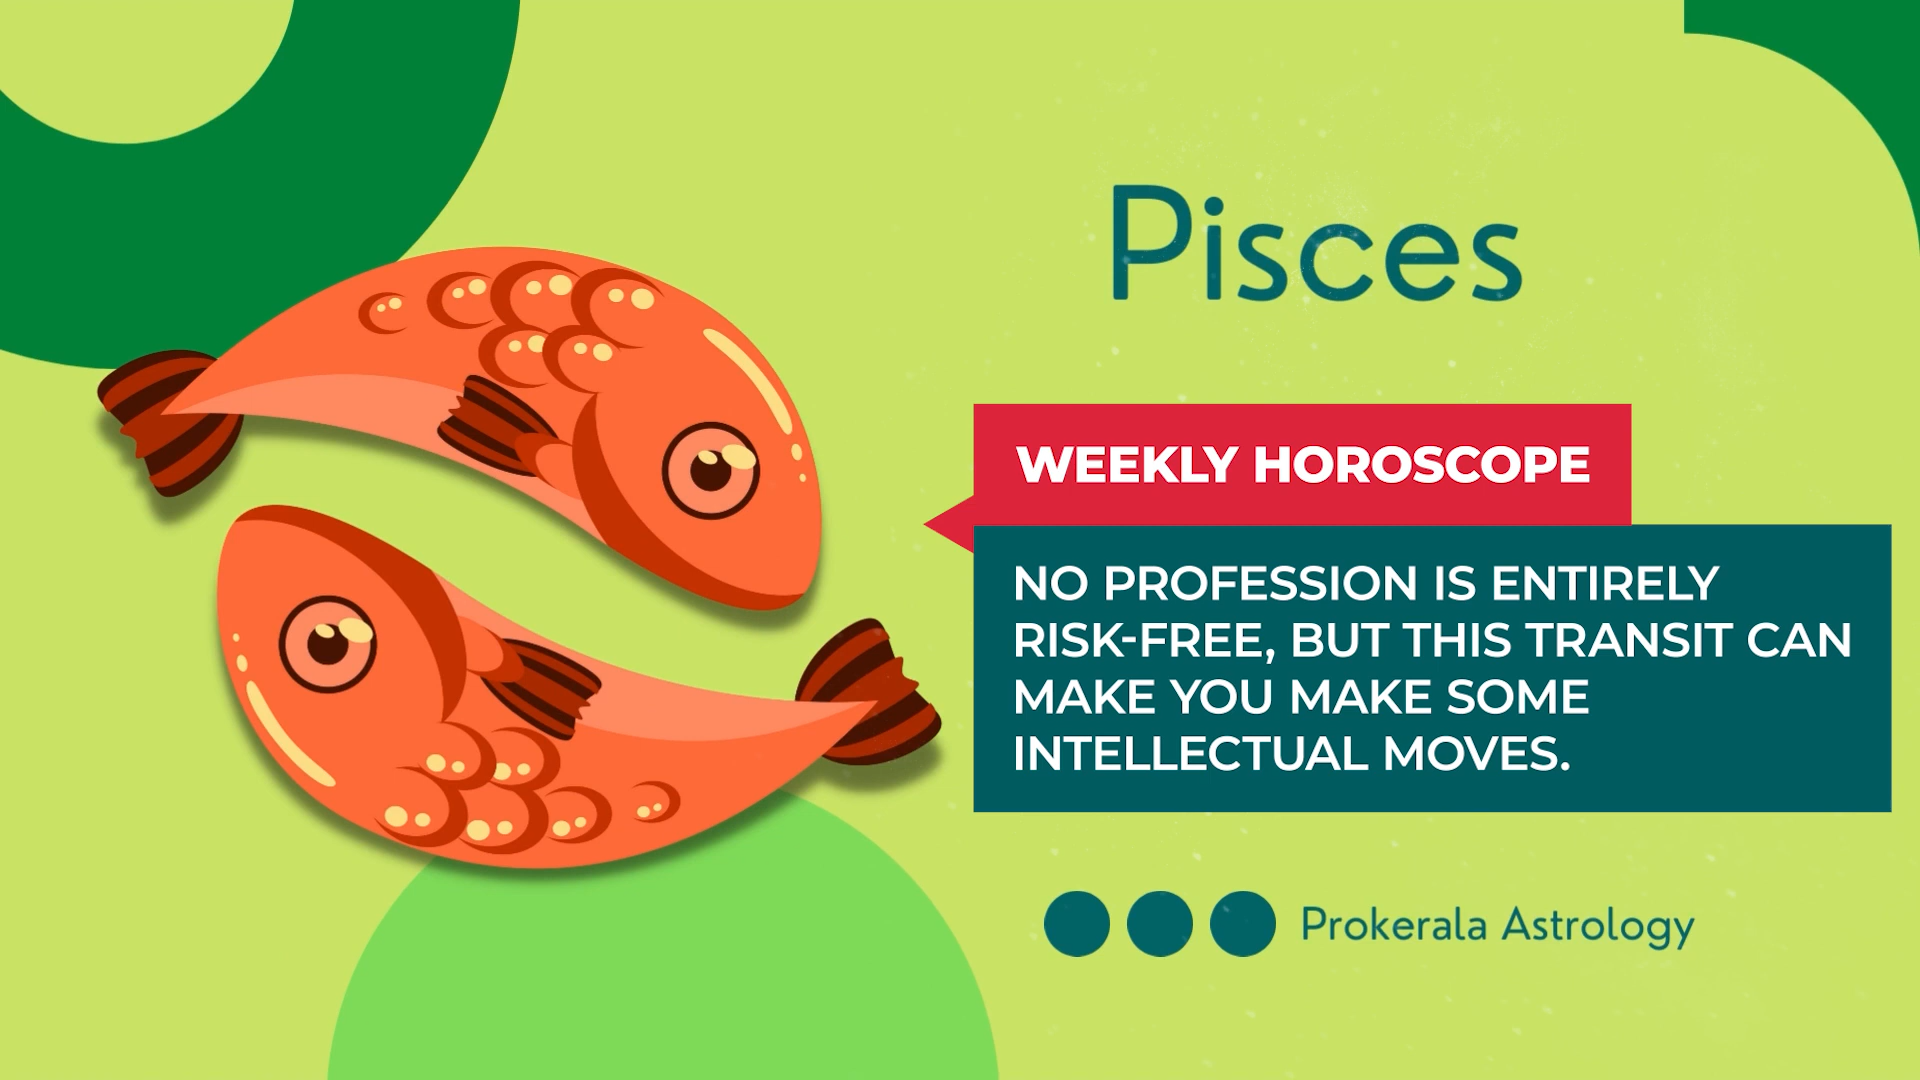 Pisces
WEEKLY HOROSCOPE
NO PROFESSION IS ENTIRELY
RISK-FREE, BUT THIS TRANSIT CAN
MAKE YOU MAKE SOME
INTELLECTUAL MOVES.
Prokerala Astrology